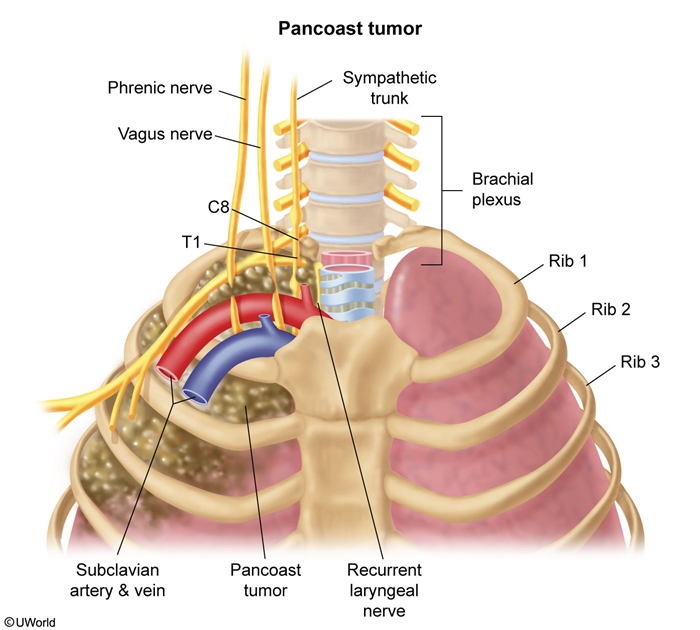 Pancoast tumor
Phrenic nerve
Sympathetic
trunk
Vagus nerve
Brachial
plexus
C8
T1
Rib 1
Rib 2
Rib 3
Subclavian
artery & vein
Pancoast
tumor
Recurrent
laryngeal
nerve
©UWorld